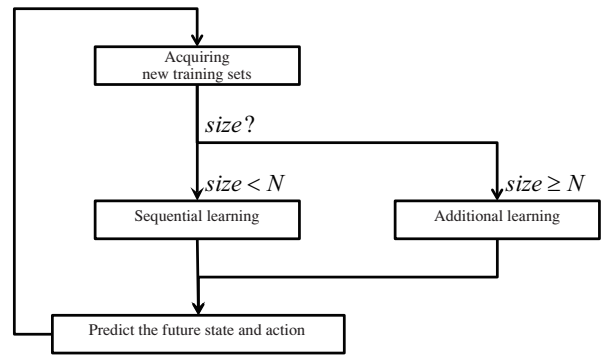 Acquiring
new training sets
size?
size < N
size ≥ N
Sequential learning
Additional learning
Predict the future state and action